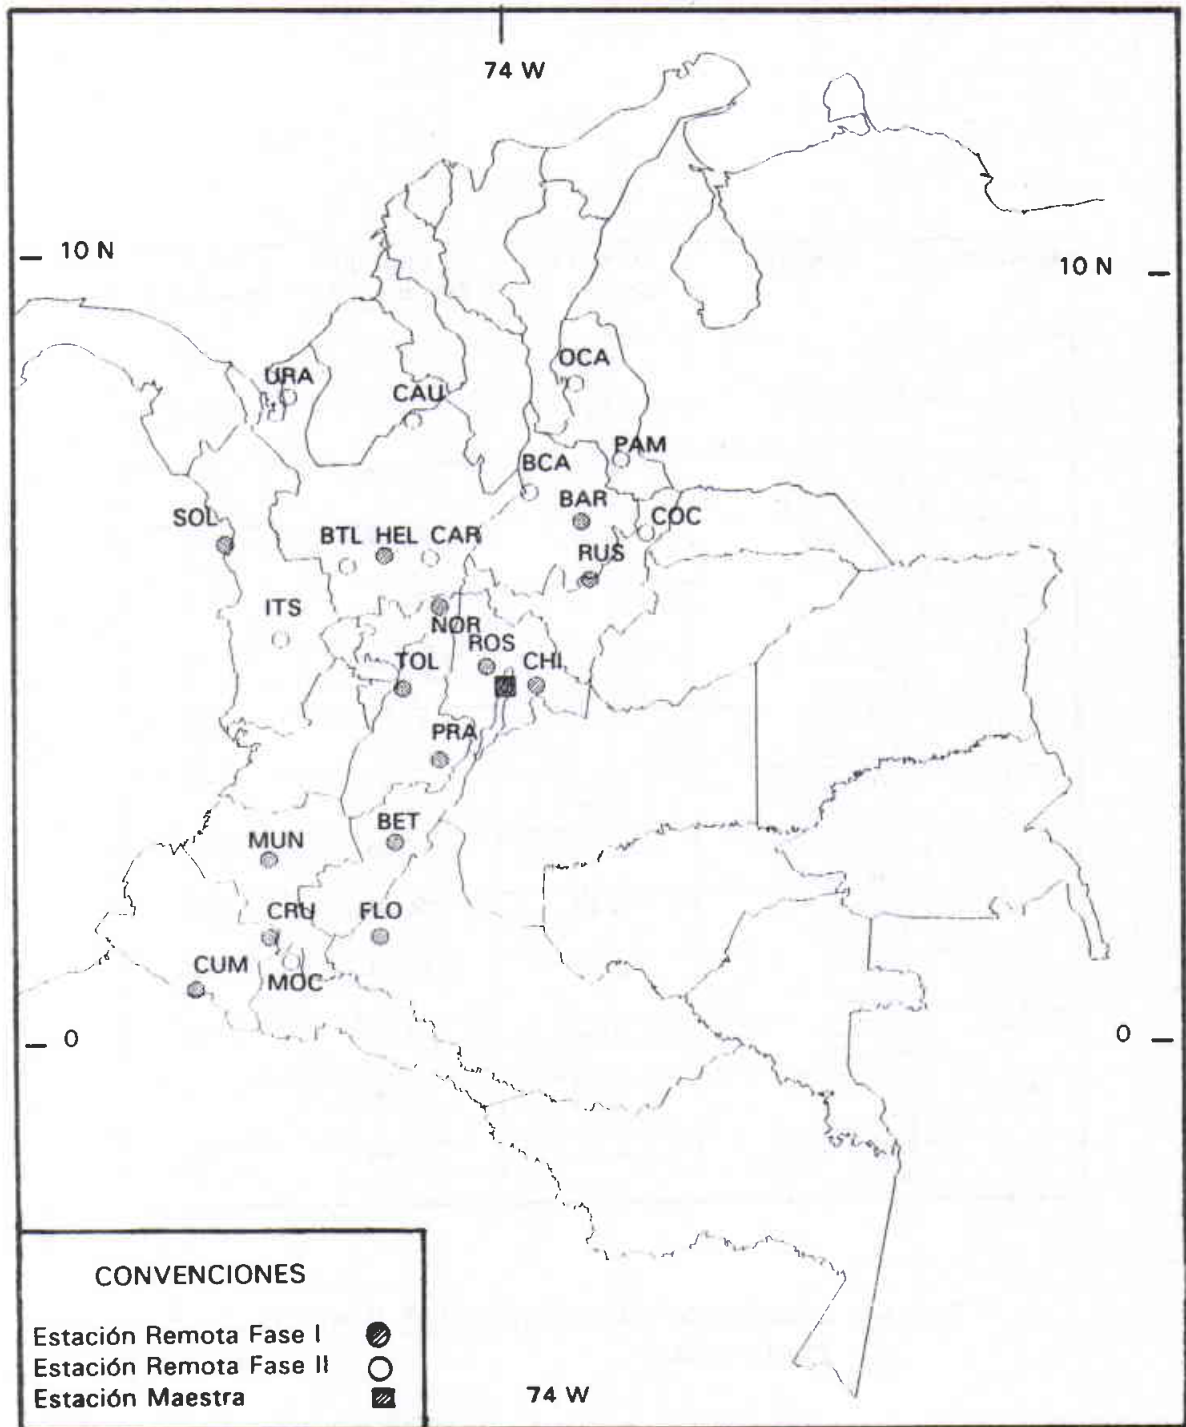 74 W
10 N
10 N
OCA
URA
CAU
PAM
BCA
BAR
SOL
COC
BTL HEL CAR
RUS
ITS
NOR
ROS
TOL
CHI
PRA
BET
MUN
CRU
FLO
CUM
MOC
0
0
CONVENCIONES
Estación Remota Fase I
Estación Remota Fase II
Estación Maestra
74 W